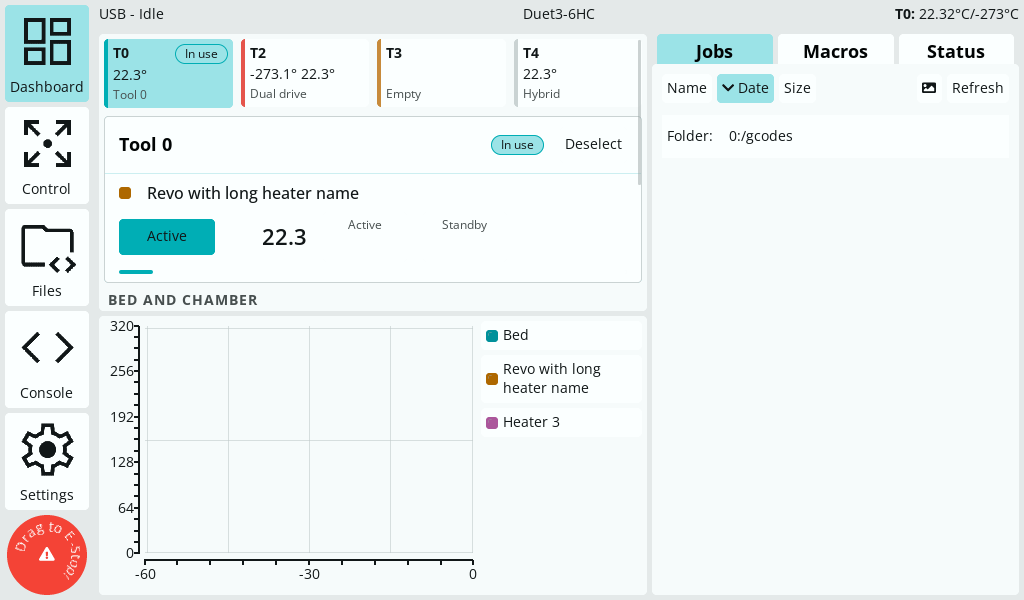 USB - Idle
Duet3-6HC
T0: 22.32°C/-273°C
Dashboard
Control
Files
Console
Settings
Drag to E-Stop!
T0
In use
22.3°
Tool 0
T2
-273.1° 22.3°
Dual drive
T3
Empty
T4
22.3°
Hybrid
Tool 0
In use
Deselect
Revo with long heater name
Active
22.3
Active
Standby
BED AND CHAMBER
320
256
192
128
64
0
-60
-30
0
Bed
Revo with long
heater name
Heater 3
Jobs
Macros
Status
Name
Date
Size
Refresh
Folder: 0:/gcodes